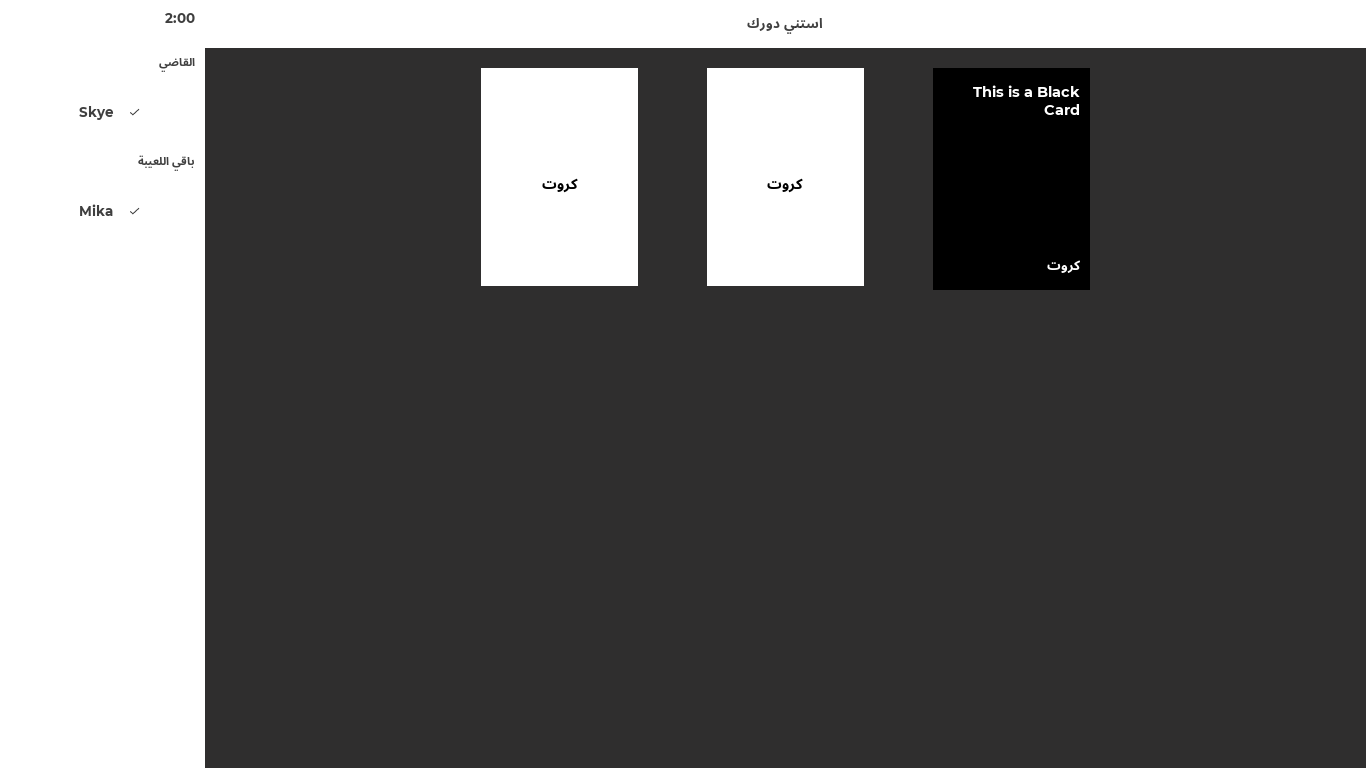 2:00
استني دورك
القاضي
Skye
باقي اللعيبة
Mika
This is a Black
Card
كروت
كروت
كروت